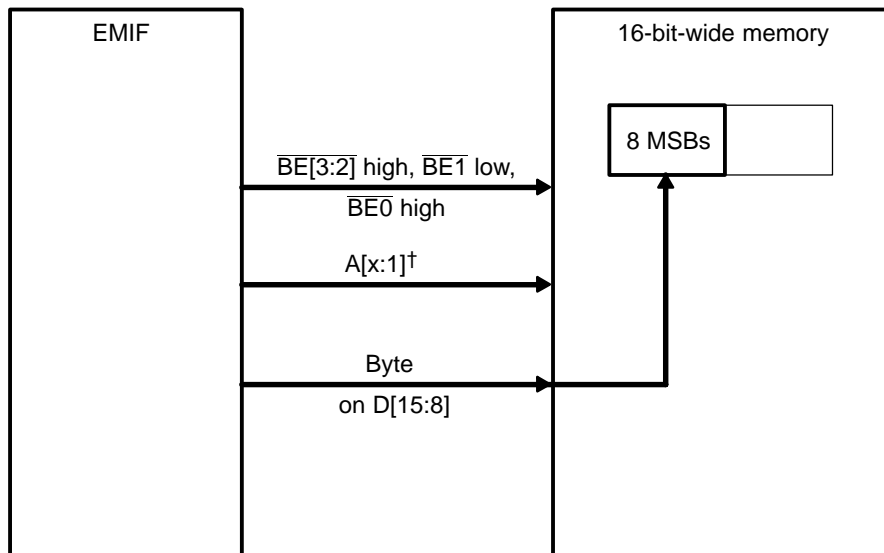 EMIF
16-bit-wide memory
8 MSBs
BE[3:2] high, BE1 low,
BE0 high
A[x:1]†
Byte
on D[15:8]